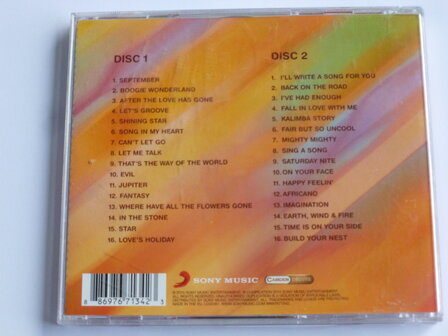 DISC 1
1. SEPTEMBER
2. BOOGIE WONDERLAND
3. AFTER THE LOVE HAS GONE
4. LET'S GROOVE
5. SHINING STAR
6. SONG IN MY HEART
7. CAN'T LET GO
8. LET ME TALK
9. THAT'S THE WAY OF THE WORLD
10. EVIL
11. JUPITER
12. FANTASY
13. WHERE HAVE ALL THE FLOWERS GONE
14. IN THE STONE
15. STAR
16. LOVE'S HOLIDAY
DISC 2
1. I'LL WRITE A SONG FOR YOU
2. BACK ON THE ROAD
3. I'VE HAD ENOUGH
4. FALL IN LOVE WITH ME
5. KALIMBA STORY
6. FAIR BUT SO UNCOOL
7. MIGHTY MIGHTY
8. SING A SONG
9. SATURDAY NITE
10. ON YOUR FACE
11. HAPPY FEELIN'
12. AFRICANO
13. IMAGINATION
14. EARTH, WIND & FIRE
15. TIME IS ON YOUR SIDE
16. BUILD YOUR NEST
8 86976 71342 3
SONY MUSIC
CAMDEN